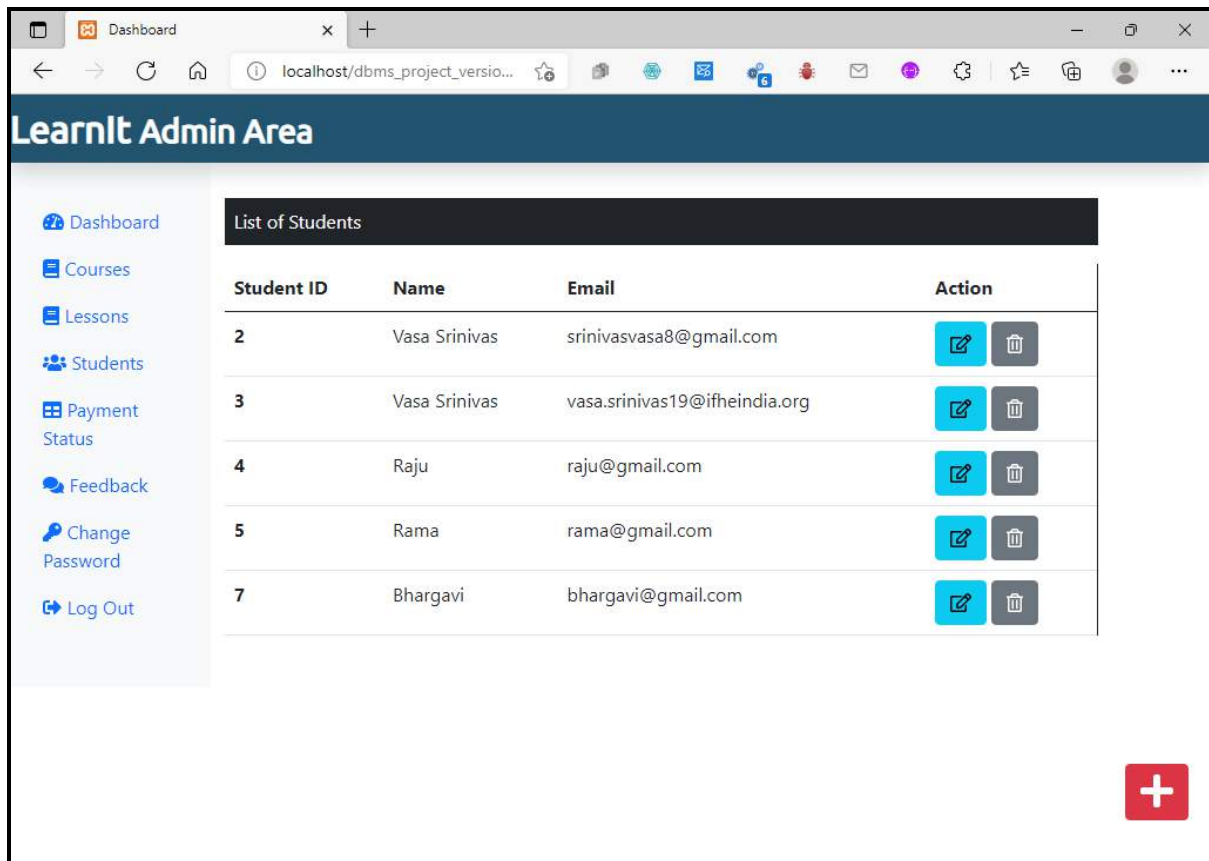 Dashboard
localhost/dbms_project_versio...
6
LearnIt Admin Area
Dashboard
Courses
Lessons
Students
Payment
Status
Feedback
Change
Password
Log Out
List of Students
Student ID Name Email Action
2 Vasa Srinivas srinivasvasa8@gmail.com
3 Vasa Srinivas vasa.srinivas19@ifheindia.org
4 Raju raju@gmail.com
5 Rama rama@gmail.com
7 Bhargavi bhargavi@gmail.com